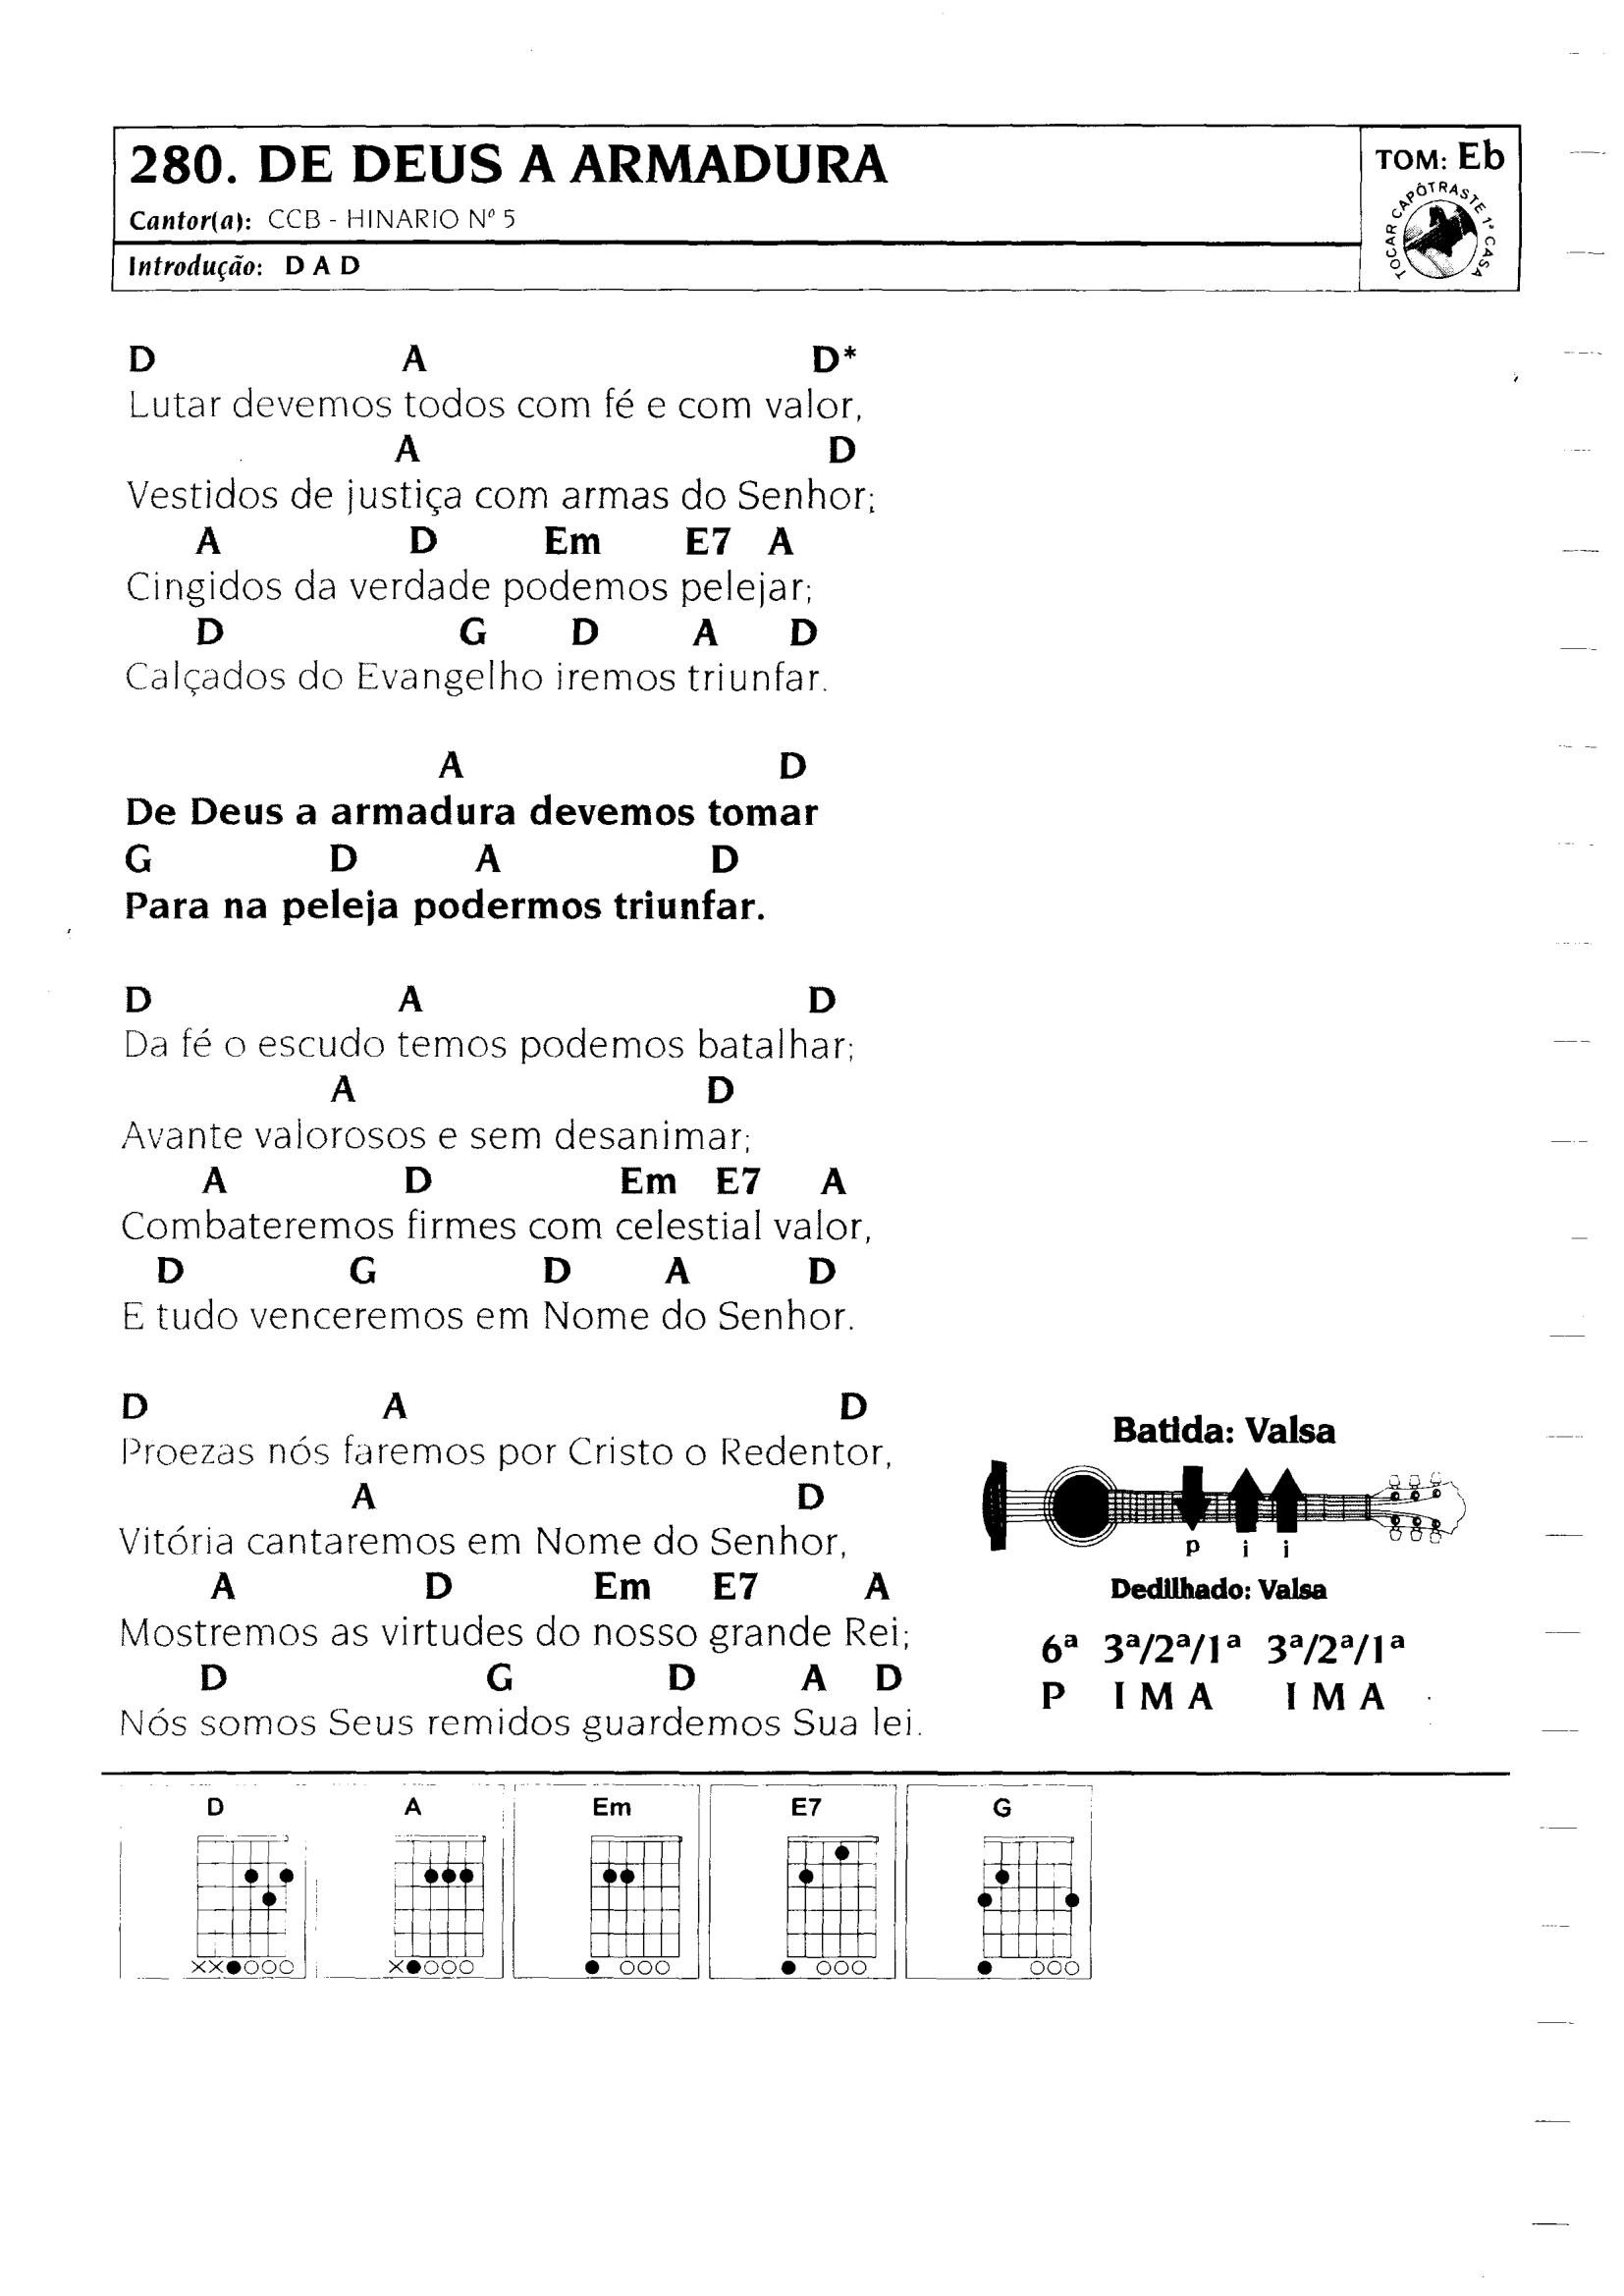 280. DE DEUS A ARMADURA
TOM: Eb
Cantor(a): CCB - HINARIO Nº 5
TOCAR CAPÔTRASTE 1ª CASA
Introdução: D A D
D A D*
Lutar devemos todos com fé e com valor,
A D
Vestidos de justiça com armas do Senhor;
A D Em E7 A
Cingidos da verdade podemos pelejar;
D G D A D
Calçados do Evangelho iremos triunfar.
A D
De Deus a armadura devemos tomar
G D A D
Para na peleja podermos triunfar.
D A D
Da fé o escudo temos podemos batalhar;
A D
Avante valorosos e sem desanimar;
A D Em E7 A
Combateremos firmes com celestial valor,
D G D A D
E tudo venceremos em Nome do Senhor.
D A D
Proezas nós faremos por Cristo o Redentor,
A D
Vitória cantaremos em Nome do Senhor,
A D Em E7 A
Mostremos as virtudes do nosso grande Rei;
D G D A D
Nós somos Seus remidos guardemos Sua lei.
Batida: Valsa
p i i
Dedilhado: Valsa
6ª 3ª/2ª/1ª 3ª/2ª/1ª
P I M A I M A
D A Em E7 G